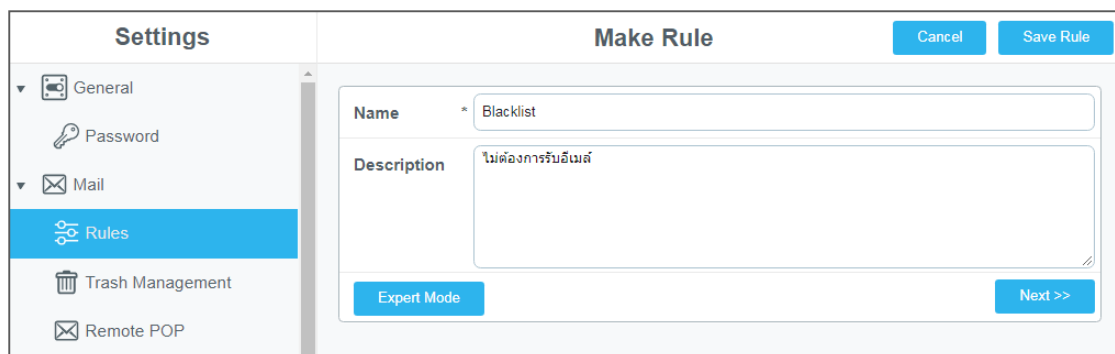 Settings
Make Rule
Cancel
Save Rule
General
Password
Mail
Rules
Trash Management
Remote POP
Name * Blacklist
Description ไม่ต้องการรับอีเมล์
Expert Mode
Next >>